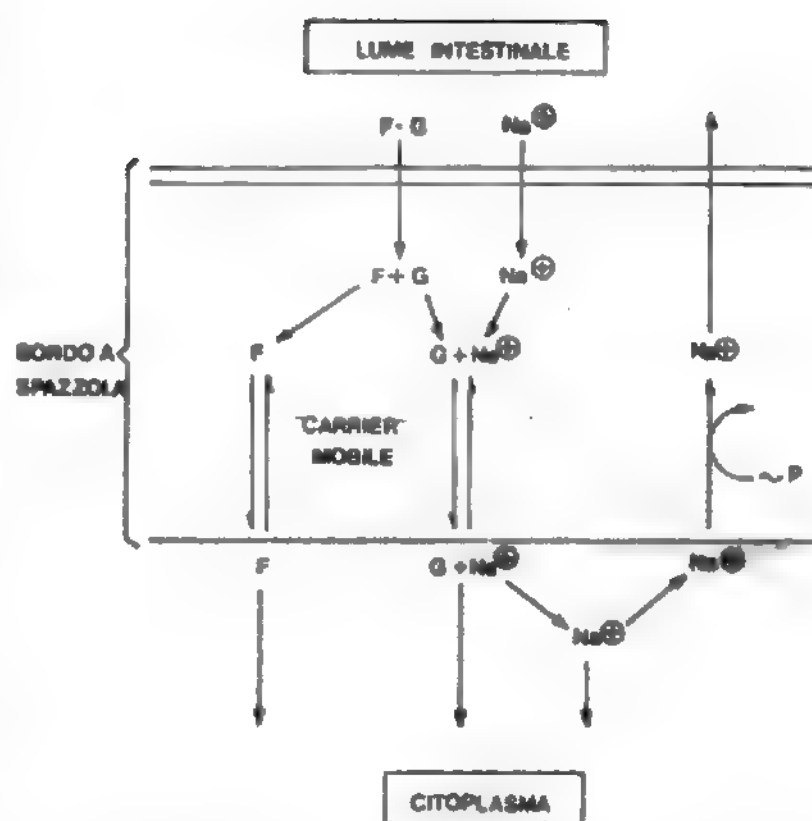 LUME INTESTINALE
F-G Na⊕
F+G Na⊕
BORDO A
SPAZZOLA
F G+Na⊕ Na⊕
CARRIER
MOBILE
~P
F G+Na⊕ Na⊕
Na⊕
CITOPLASMA